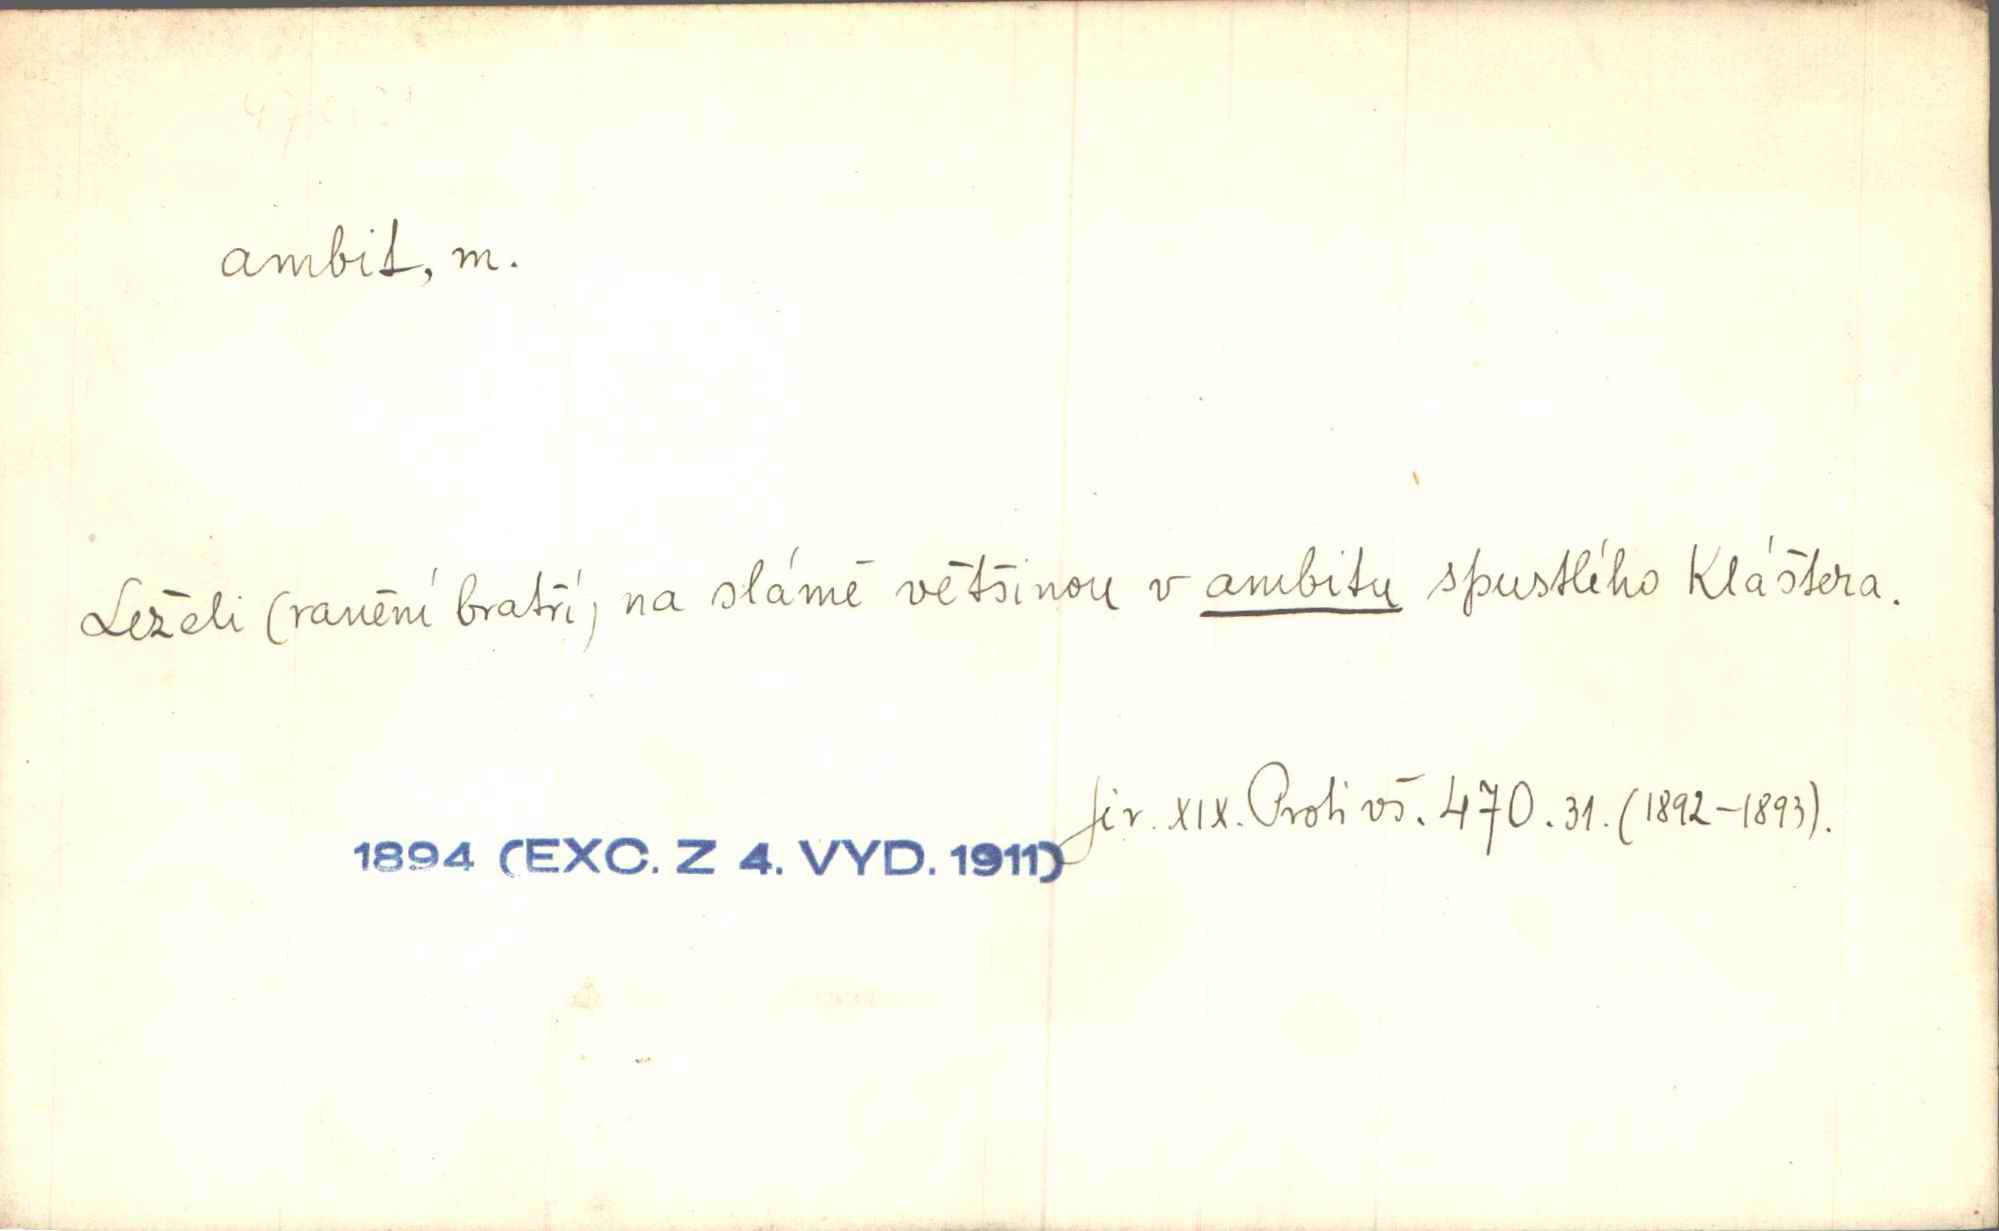 ambit, m.
Leželi (ranění bratří) na slámě většinou v ambitu spustlého kláštera.
Jir. XIX. Proti vš. 470. 31. (1892–1893).
1894 (EXC. Z 4. VYD. 1911)